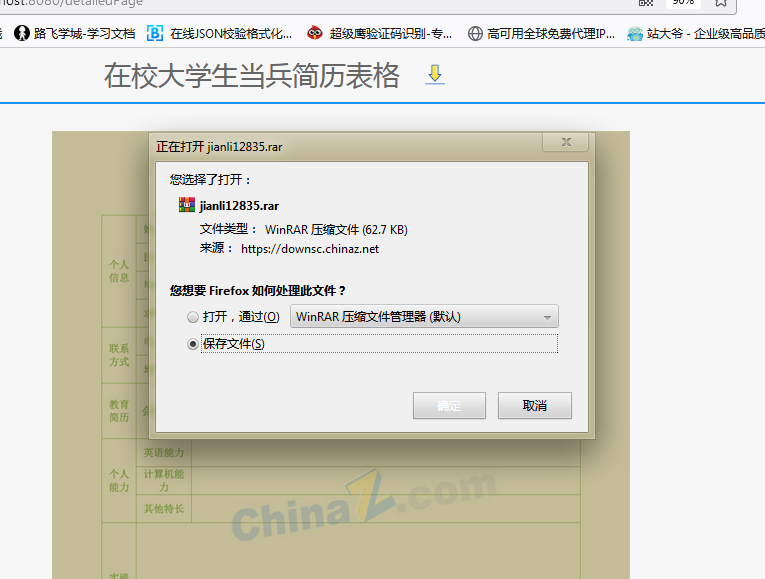 ost:8080/detailedPage
90%
路飞学城-学习文档 在线JSON校验格式化... 超级鹰验证码识别-专... 高可用全球免费代理IP... 站大爷 - 企业级高品质
在校大学生当兵简历表格
正在打开 jianli12835.rar
您选择了打开：
jianli12835.rar
文件类型： WinRAR 压缩文件 (62.7 KB)
来源： https://downsc.chinaz.net
您想要 Firefox 如何处理此文件？
打开，通过(O) WinRAR 压缩文件管理器 (默认)
保存文件(S)
确定 取消
个人
信息
联系
方式
教育
简历
个人
能力
英语能力
计算机能
力
其他特长
实践
ChinaZ.com